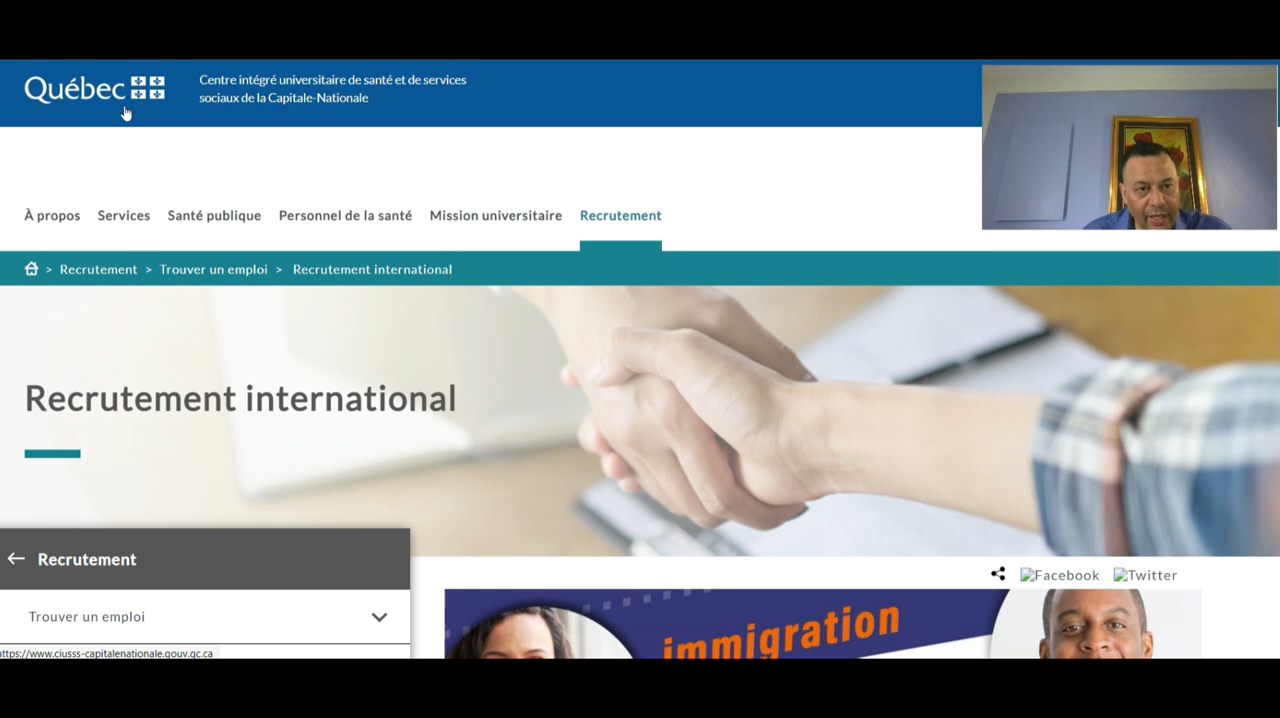 Québec
Centre intégré universitaire de santé et de services
sociaux de la Capitale-Nationale
À propos Services Santé publique Personnel de la santé Mission universitaire Recrutement
> Recrutement > Trouver un emploi > Recrutement international
Recrutement international
Recrutement
Trouver un emploi
Facebook Twitter
immigration
ttps://www.ciusss-capitalenationale.gouv.qc.ca